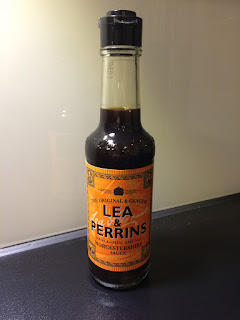 THE ORIGINAL & GENUINE
LEA
&
PERRINS
WORCESTERSHIRE
SAUCE